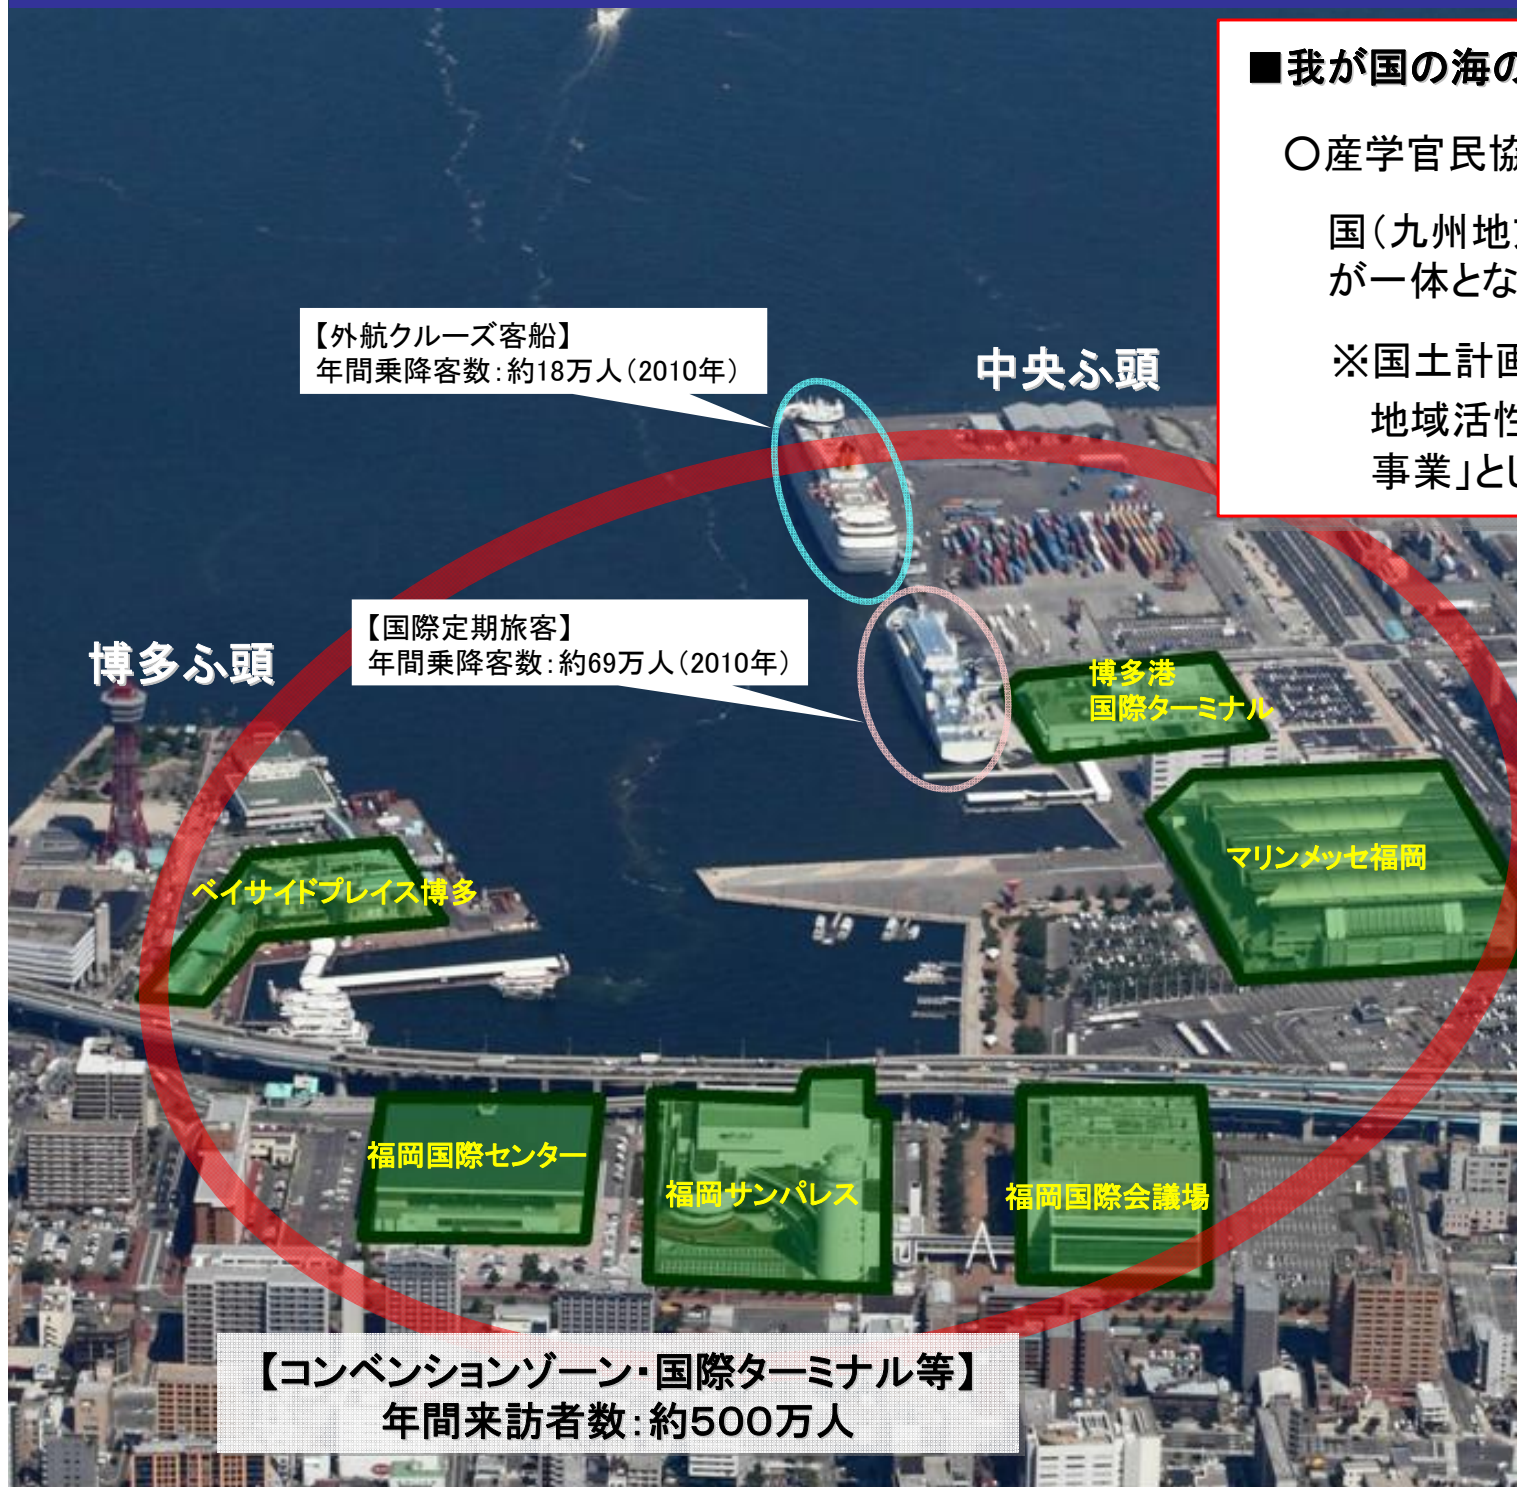 ■我が国の海の
○産学官民協
国（九州地方
が一体とな
※国土計画
地域活性
事業」とし
【外航クルーズ客船】
年間乗降客数：約18万人（2010年）
中央ふ頭
【国際定期旅客】
年間乗降客数：約69万人（2010年）
博多ふ頭
博多港
国際ターミナル
マリンメッセ福岡
ベイサイドプレイス博多
福岡国際センター
福岡サンパレス
福岡国際会議場
【コンベンションゾーン・国際ターミナル等】
年間来訪者数：約500万人